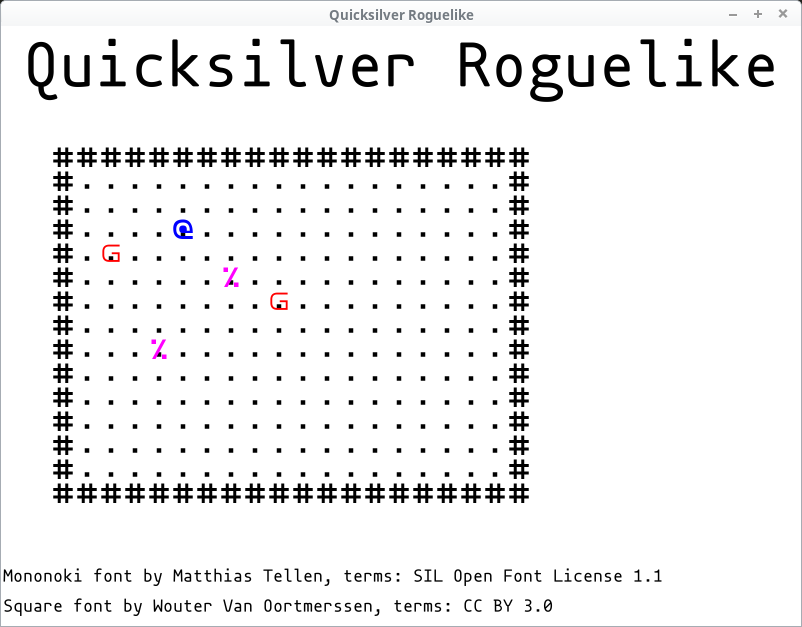 Quicksilver Roguelike
Quicksilver Roguelike
####################
#..................#
#..................#
#....@.............#
#.G................#
#......%...........#
#........G.........#
#..................#
#...%..............#
#..................#
#..................#
#..................#
#..................#
#..................#
####################
Mononoki font by Matthias Tellen, terms: SIL Open Font License 1.1
Square font by Wouter Van Oortmerssen, terms: CC BY 3.0